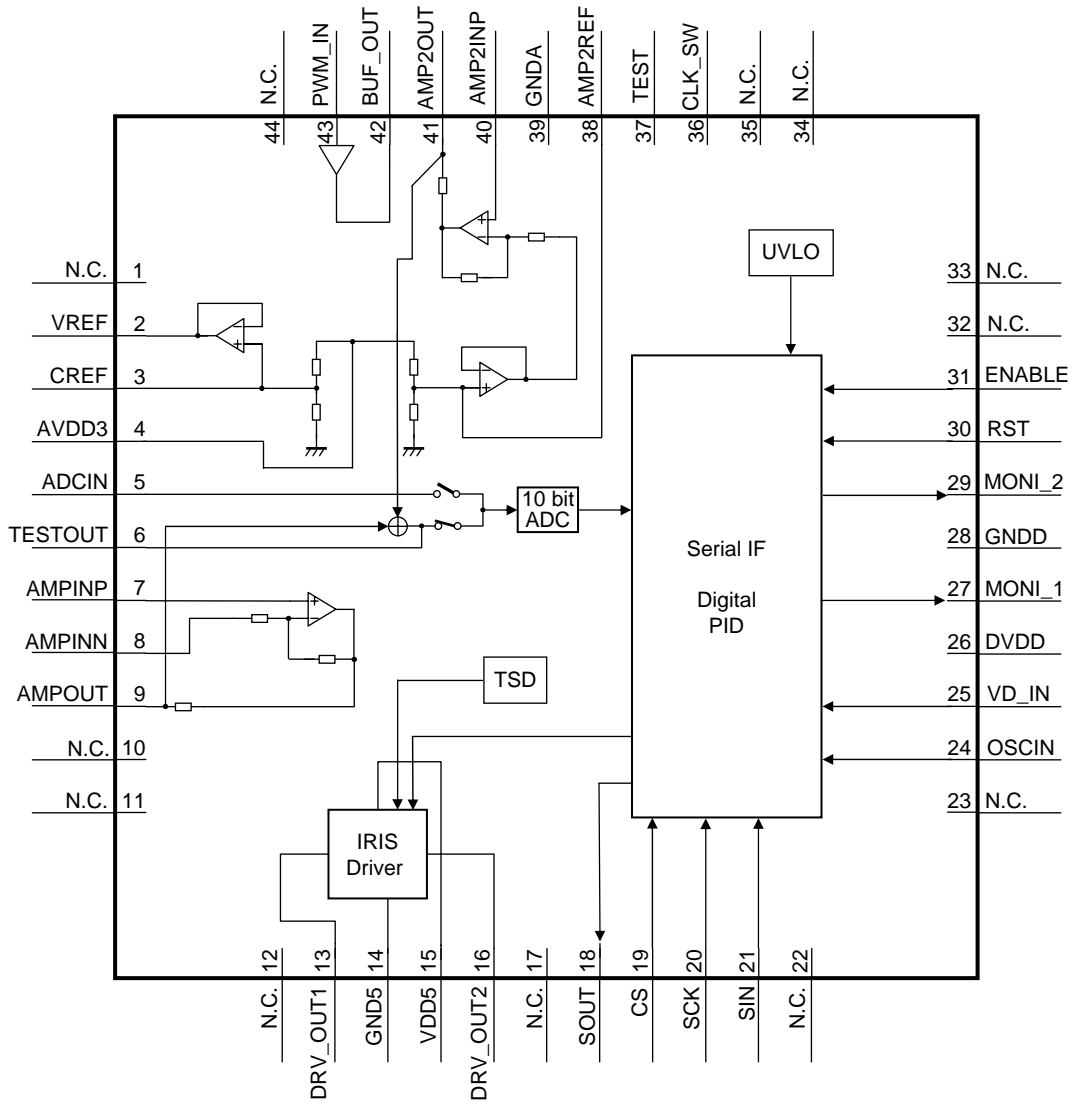 N.C.
PWM_IN
BUF_OUT
AMP2OUT
AMP2INP
GNDA
AMP2REF
TEST
CLK_SW
N.C.
N.C.
44
43
42
41
40
39
38
37
36
35
34
N.C. 1
VREF 2
CREF 3
AVDD3 4
ADCIN 5
TESTOUT 6
AMPINP 7
AMPINN 8
AMPOUT 9
N.C. 10
N.C. 11
UVLO
10 bit
ADC
Serial IF
Digital
PID
TSD
IRIS
Driver
33 N.C.
32 N.C.
31 ENABLE
30 RST
29 MONI_2
28 GNDD
27 MONI_1
26 DVDD
25 VD_IN
24 OSCIN
23 N.C.
12
13
14
15
16
17
18
19
20
21
22
N.C.
DRV_OUT1
GND5
VDD5
DRV_OUT2
N.C.
SOUT
CS
SCK
SIN
N.C.